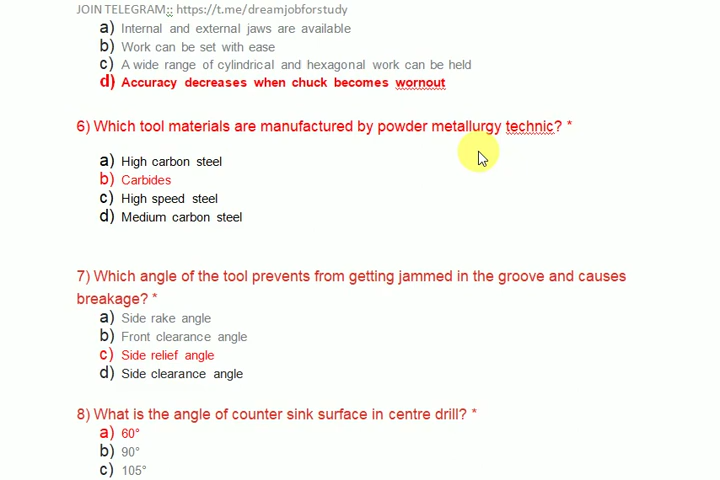 JOIN TELEGRAM;; https://t.me/dreamjobforstudy
a) Internal and external jaws are available
b) Work can be set with ease
c) A wide range of cylindrical and hexagonal work can be held
d) Accuracy decreases when chuck becomes wornout
6) Which tool materials are manufactured by powder metallurgy technic? *
a) High carbon steel
b) Carbides
c) High speed steel
d) Medium carbon steel
7) Which angle of the tool prevents from getting jammed in the groove and causes
breakage? *
a) Side rake angle
b) Front clearance angle
c) Side relief angle
d) Side clearance angle
8) What is the angle of counter sink surface in centre drill? *
a) 60°
b) 90°
c) 105°